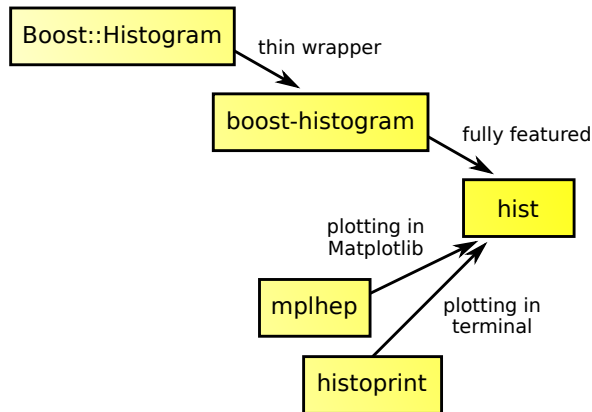 Boost::Histogram
thin wrapper
boost-histogram
fully featured
hist
plotting in
Matplotlib
mplhep
plotting in
terminal
histoprint